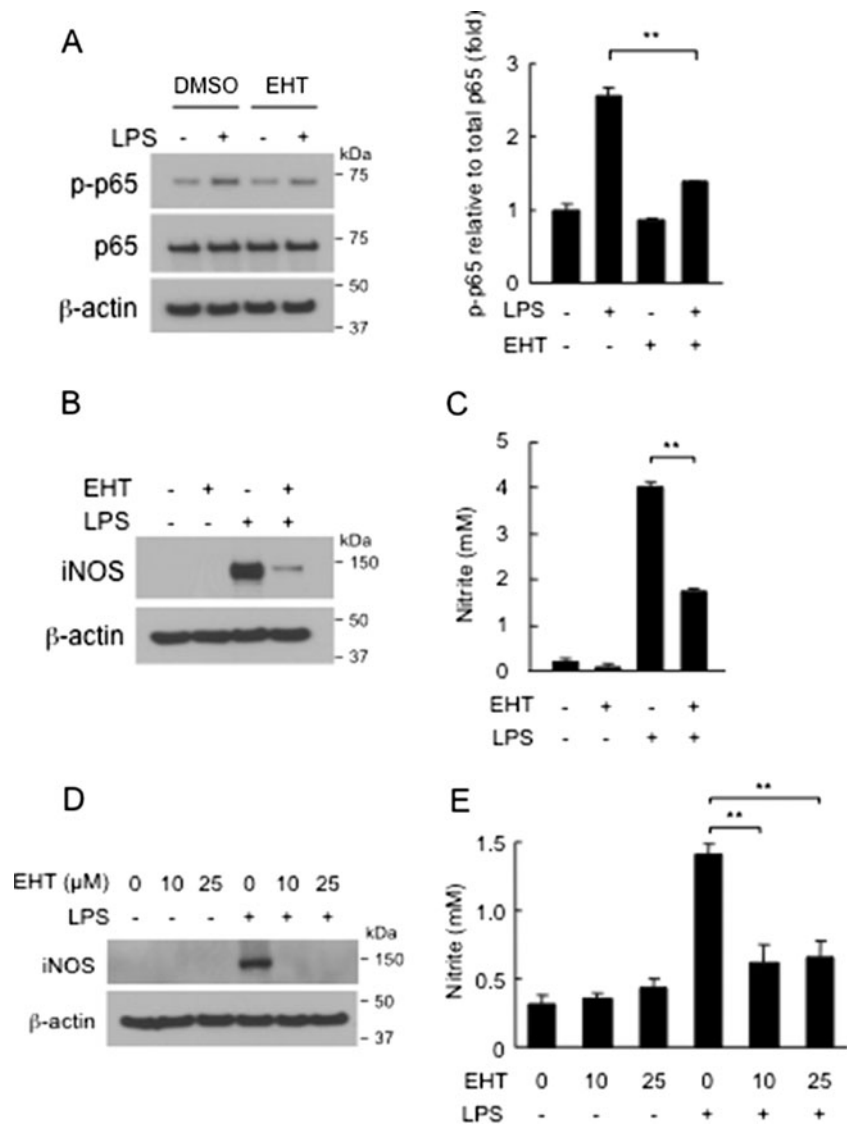 A
DMSO EHT
LPS - + - +
kDa
p-p65
75
p65
75
β-actin
50
37
p-p65 relative to total p65 (fold)
**
3
2
1
0
LPS - + - +
EHT - - + +
B
EHT - + - +
LPS - - + +
kDa
iNOS
150
β-actin
50
37
C
**
Nitrite (mM)
5
4
3
2
1
0
EHT - + - +
LPS - - + +
D
EHT (µM) 0 10 25 0 10 25
LPS - - - + + +
kDa
iNOS
150
β-actin
50
37
E
**
**
Nitrite (mM)
1.5
1.0
0.5
0
EHT 0 10 25 0 10 25
LPS - - - + + +